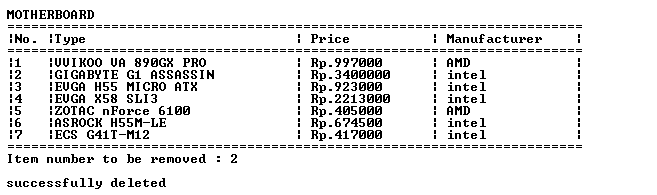 MOTHERBOARD
================================================================================
¦No. ¦Type ¦ Price ¦ Manufacturer ¦
================================================================================
¦1 ¦VVIKOO VA 890GX PRO ¦ Rp.997000 ¦ AMD ¦
¦2 ¦GIGABYTE G1 ASSASSIN ¦ Rp.3400000 ¦ intel ¦
¦3 ¦EVGA H55 MICRO ATX ¦ Rp.923000 ¦ intel ¦
¦4 ¦EVGA X58 SLI3 ¦ Rp.2213000 ¦ intel ¦
¦5 ¦ZOTAC nForce 6100 ¦ Rp.405000 ¦ AMD ¦
¦6 ¦ASROCK H55M-LE ¦ Rp.674500 ¦ intel ¦
¦7 ¦ECS G41T-M12 ¦ Rp.417000 ¦ intel ¦
================================================================================
Item number to be removed : 2
successfully deleted